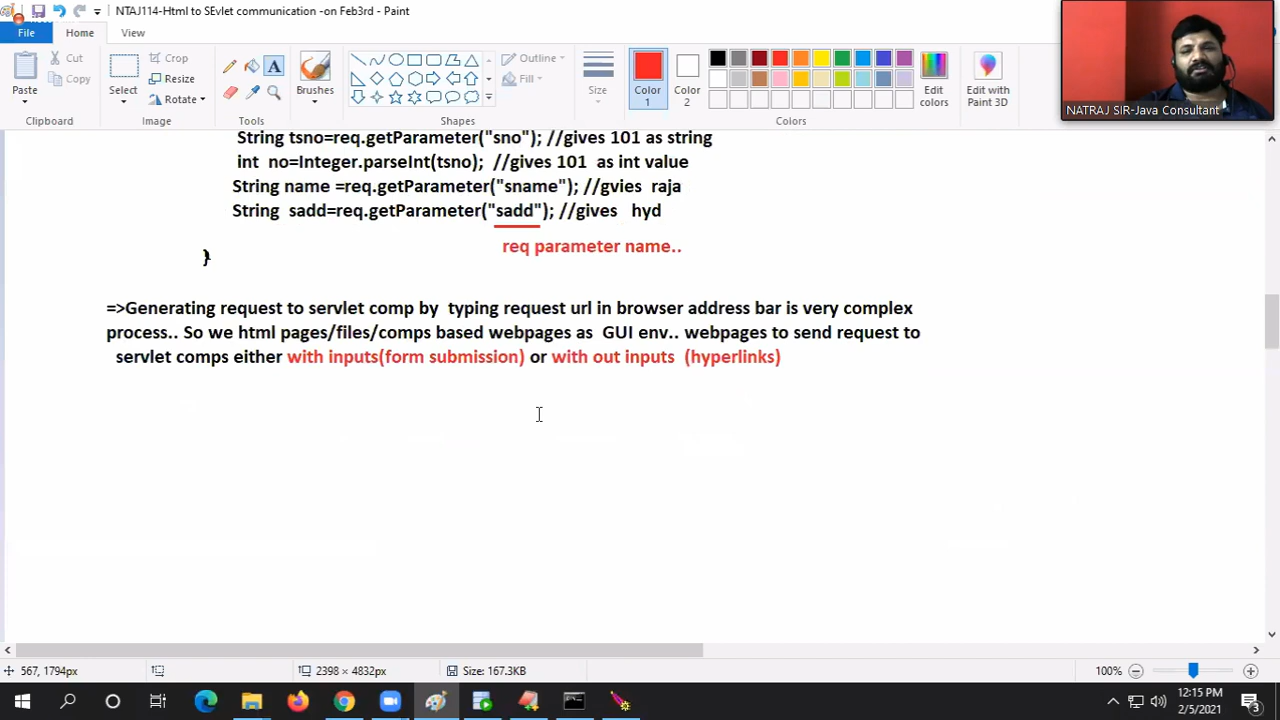 NTAJ114-Html to SEvlet communication -on Feb3rd - Paint
File
Home
View
Cut
Copy
Paste
Clipboard
Crop
Resize
Rotate
Select
Image
A
Tools
Brushes
Outline
Fill
Shapes
Size
Color 1
Color 2
Edit colors
Edit with Paint 3D
Colors
NATRAJ SIR-Java Consultant
String tsno=req.getParameter("sno"); //gives 101 as string
int no=Integer.parseInt(tsno); //gives 101 as int value
String name =req.getParameter("sname"); //gvies raja
String sadd=req.getParameter("sadd"); //gives hyd
req parameter name..
}
=>Generating request to servlet comp by typing request url in browser address bar is very complex
process.. So we html pages/files/comps based webpages as GUI env.. webpages to send request to
servlet comps either with inputs(form submission) or with out inputs (hyperlinks)
567, 1794px
2398 × 4832px
Size: 167.3KB
100%
12:15 PM
2/5/2021
3